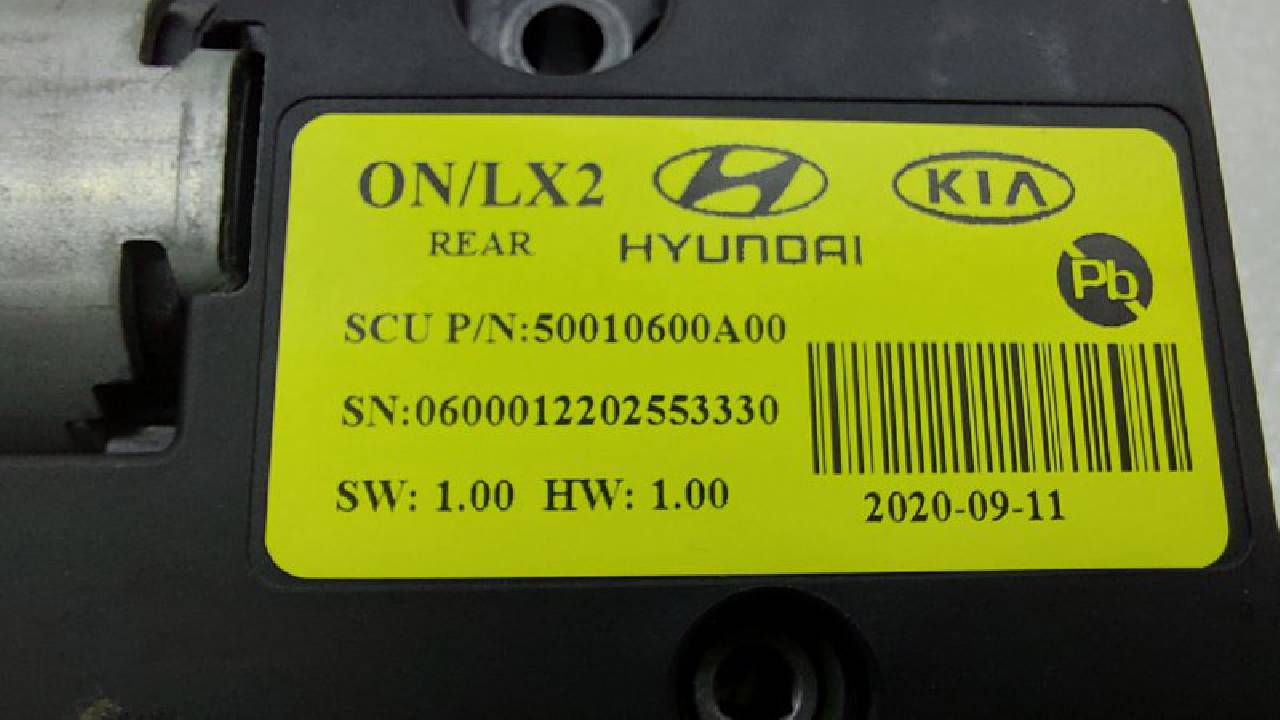 ON/LX2
REAR
HYUNDAI
KIA
Pb
SCU P/N:50010600A00
SN:0600012202553330
SW: 1.00 HW: 1.00
2020-09-11